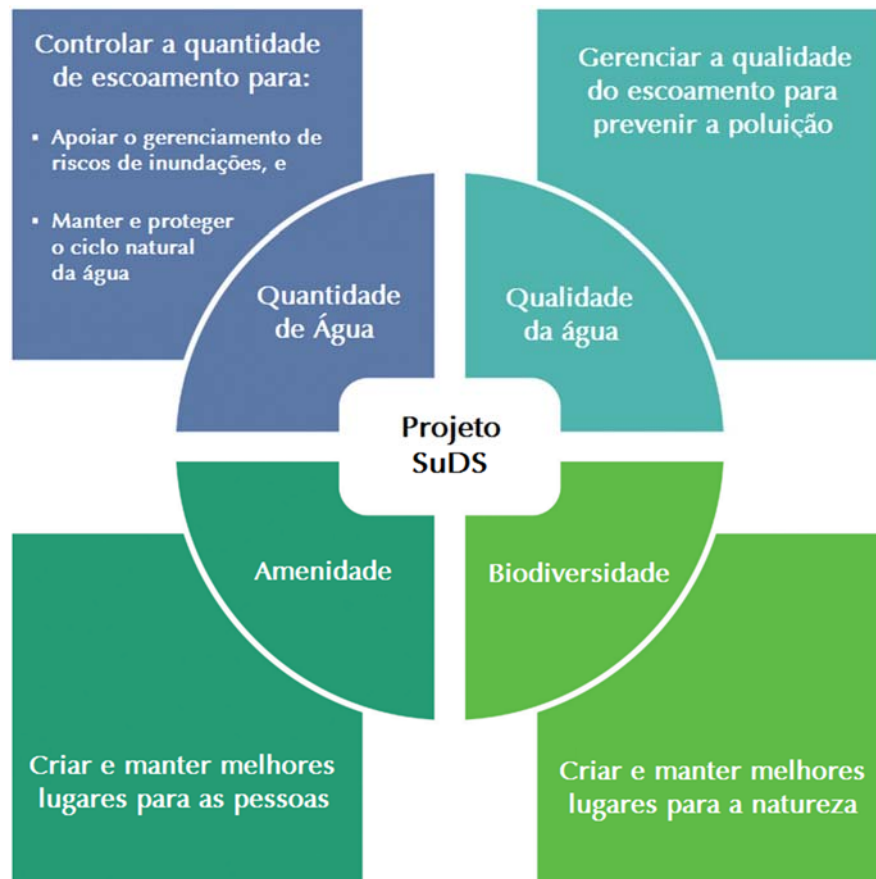 Controlar a quantidade
de escoamento para:
▪ Apoiar o gerenciamento de
riscos de inundações, e
▪ Manter e proteger
o ciclo natural
da água
Quantidade
de Água
Gerenciar a qualidade
do escoamento para
prevenir a poluição
Qualidade
da água
Projeto
SuDS
Amenidade
Criar e manter melhores
lugares para as pessoas
Biodiversidade
Criar e manter melhores
lugares para a natureza